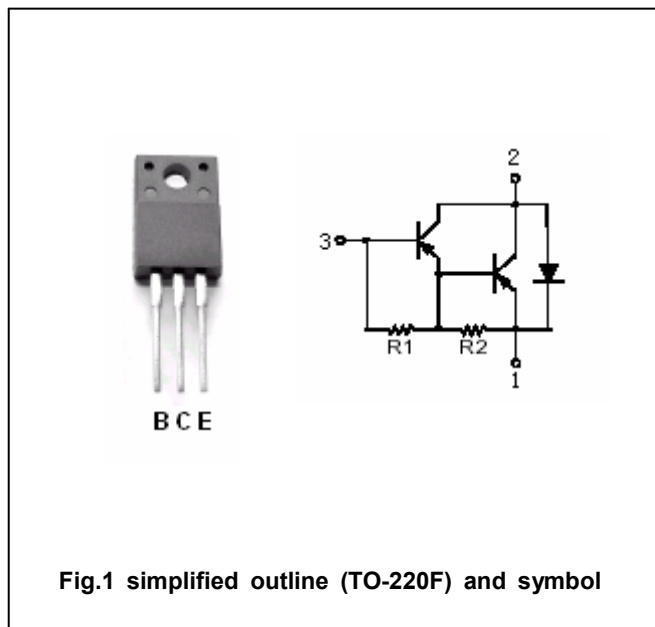 2
3
R1 R2
1
B C E
Fig.1 simplified outline (TO-220F) and symbol